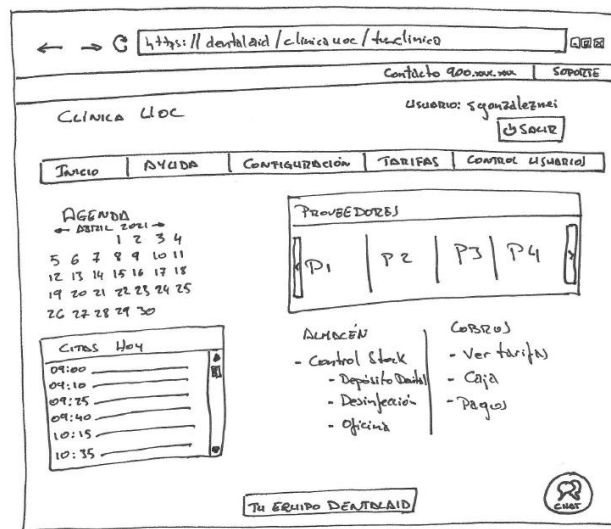 https://dentalaid/clinicauoc/tuclinica
Contacto 900.xxx.xxx | SOPORTE
CLINICA UOC
USUARIO: sgonzaleznei
SALIR
INICIO | AYUDA | CONFIGURACIÓN | TARIFAS | CONTROL USUARIOS
AGENDA
← ABRIL 2021 →
1 2 3 4
5 6 7 8 9 10 11
12 13 14 15 16 17 18
19 20 21 22 23 24 25
26 27 28 29 30
PROVEEDORES
P1 | P2 | P3 | P4
CITAS HOY
09:00
09:10
09:25
09:40
10:15
10:35
ALMACÉN
- Control Stock
- Depósito Dental
- Desinfección
- Oficina
COBROS
- Ver tarifas
- Caja
- Pagos
TU EQUIPO DENTALAID
CHAT